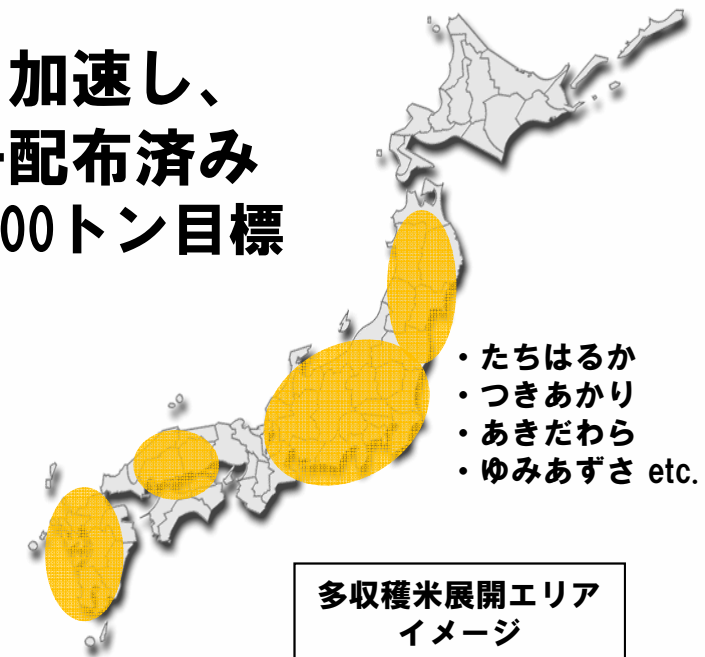 加速し、
配布済み
00トン目標
・たちはるか
・つきあかり
・あきだわら
・ゆみあずさ etc.
多収穫米展開エリア
イメージ